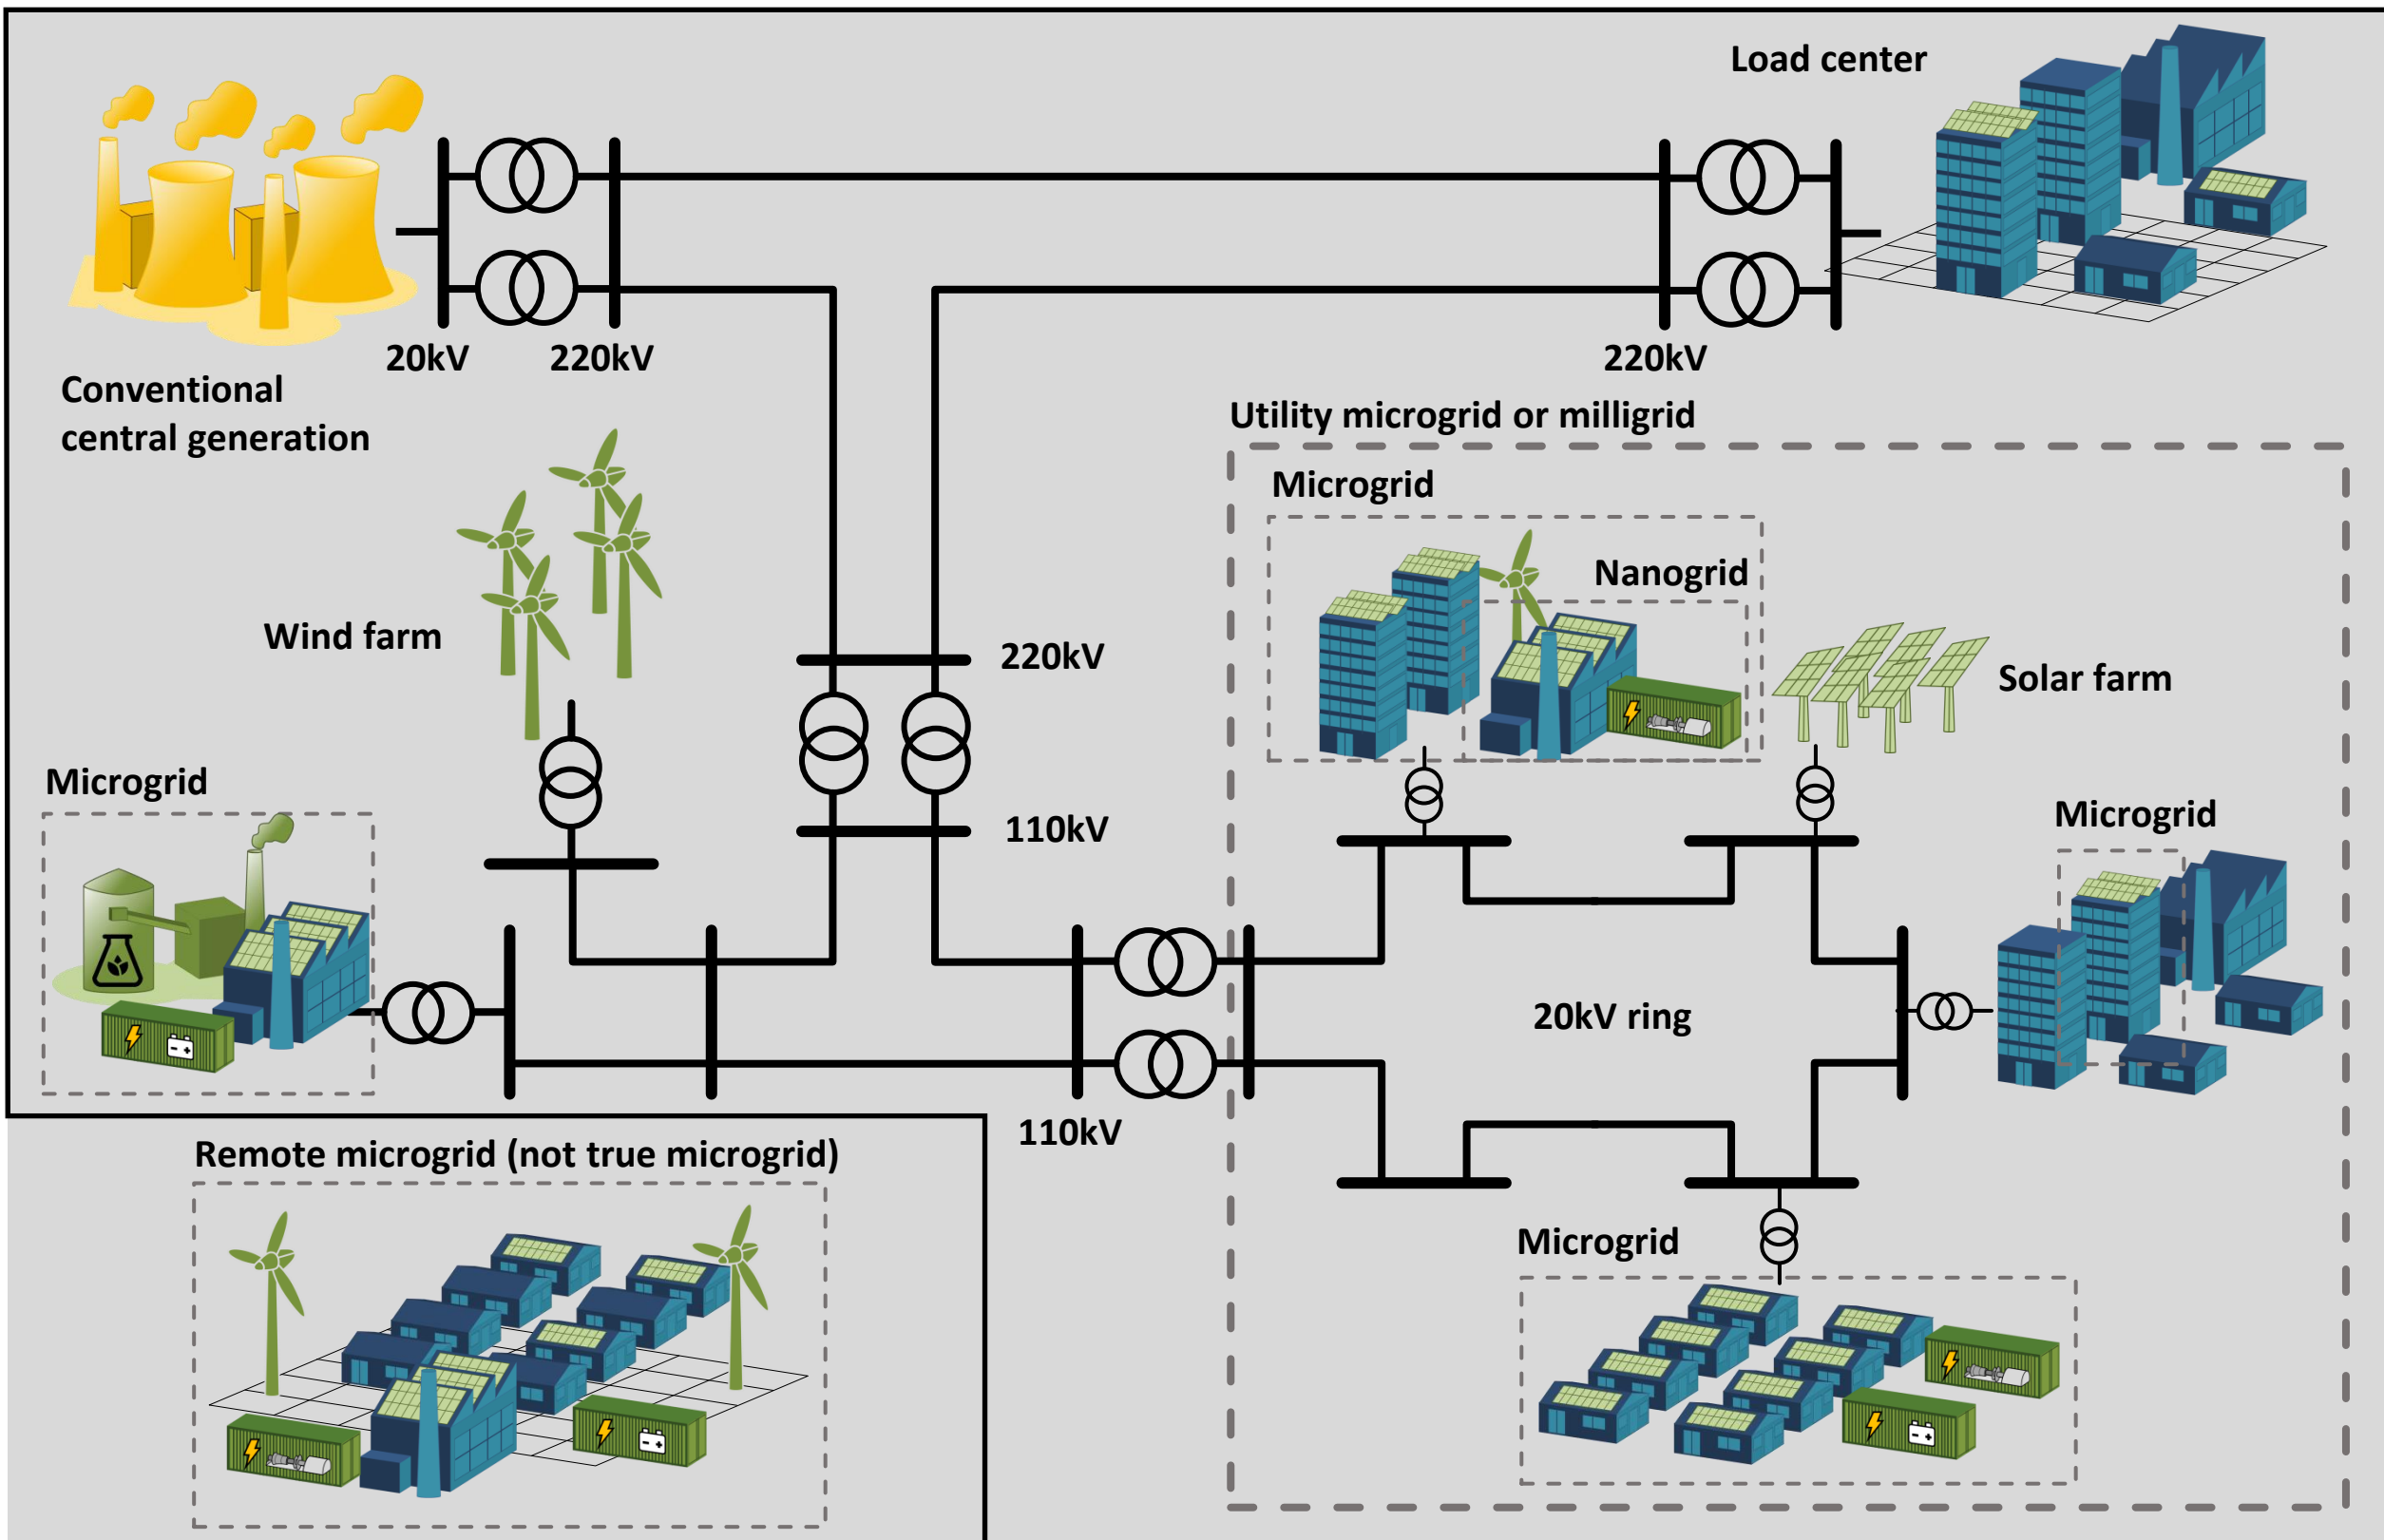 Load center
20kV
220kV
220kV
Conventional
central generation
Utility microgrid or milligrid
Microgrid
Nanogrid
Wind farm
220kV
Solar farm
Microgrid
110kV
Microgrid
20kV ring
110kV
Remote microgrid (not true microgrid)
Microgrid